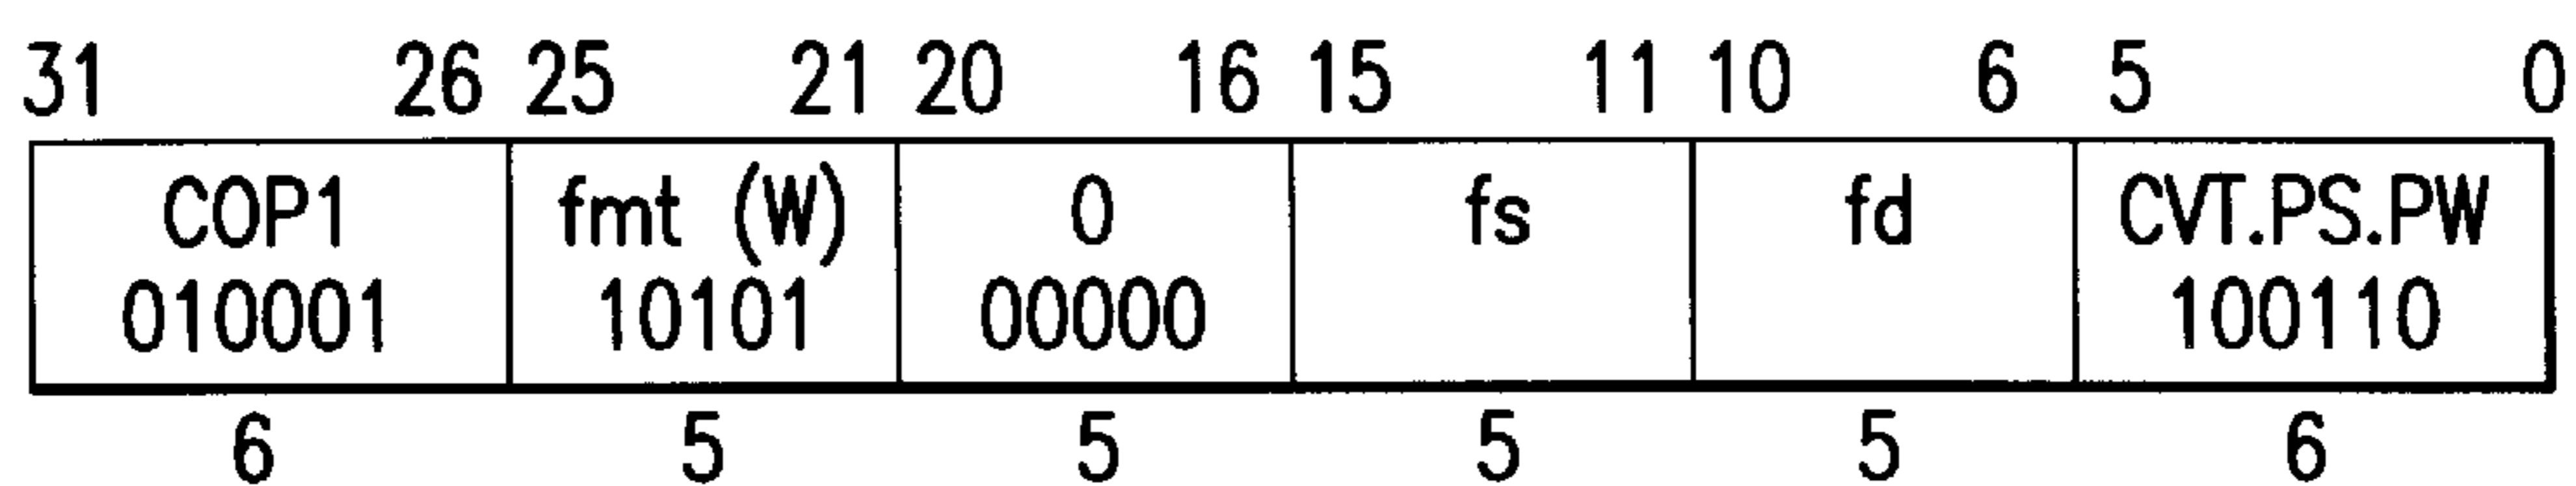 31 26 25 21 20 16 15 11 10 6 5 0
COP1 fmt (W) 0 fs fd CVT.PS.PW
010001 10101 00000 100110
6 5 5 5 5 6